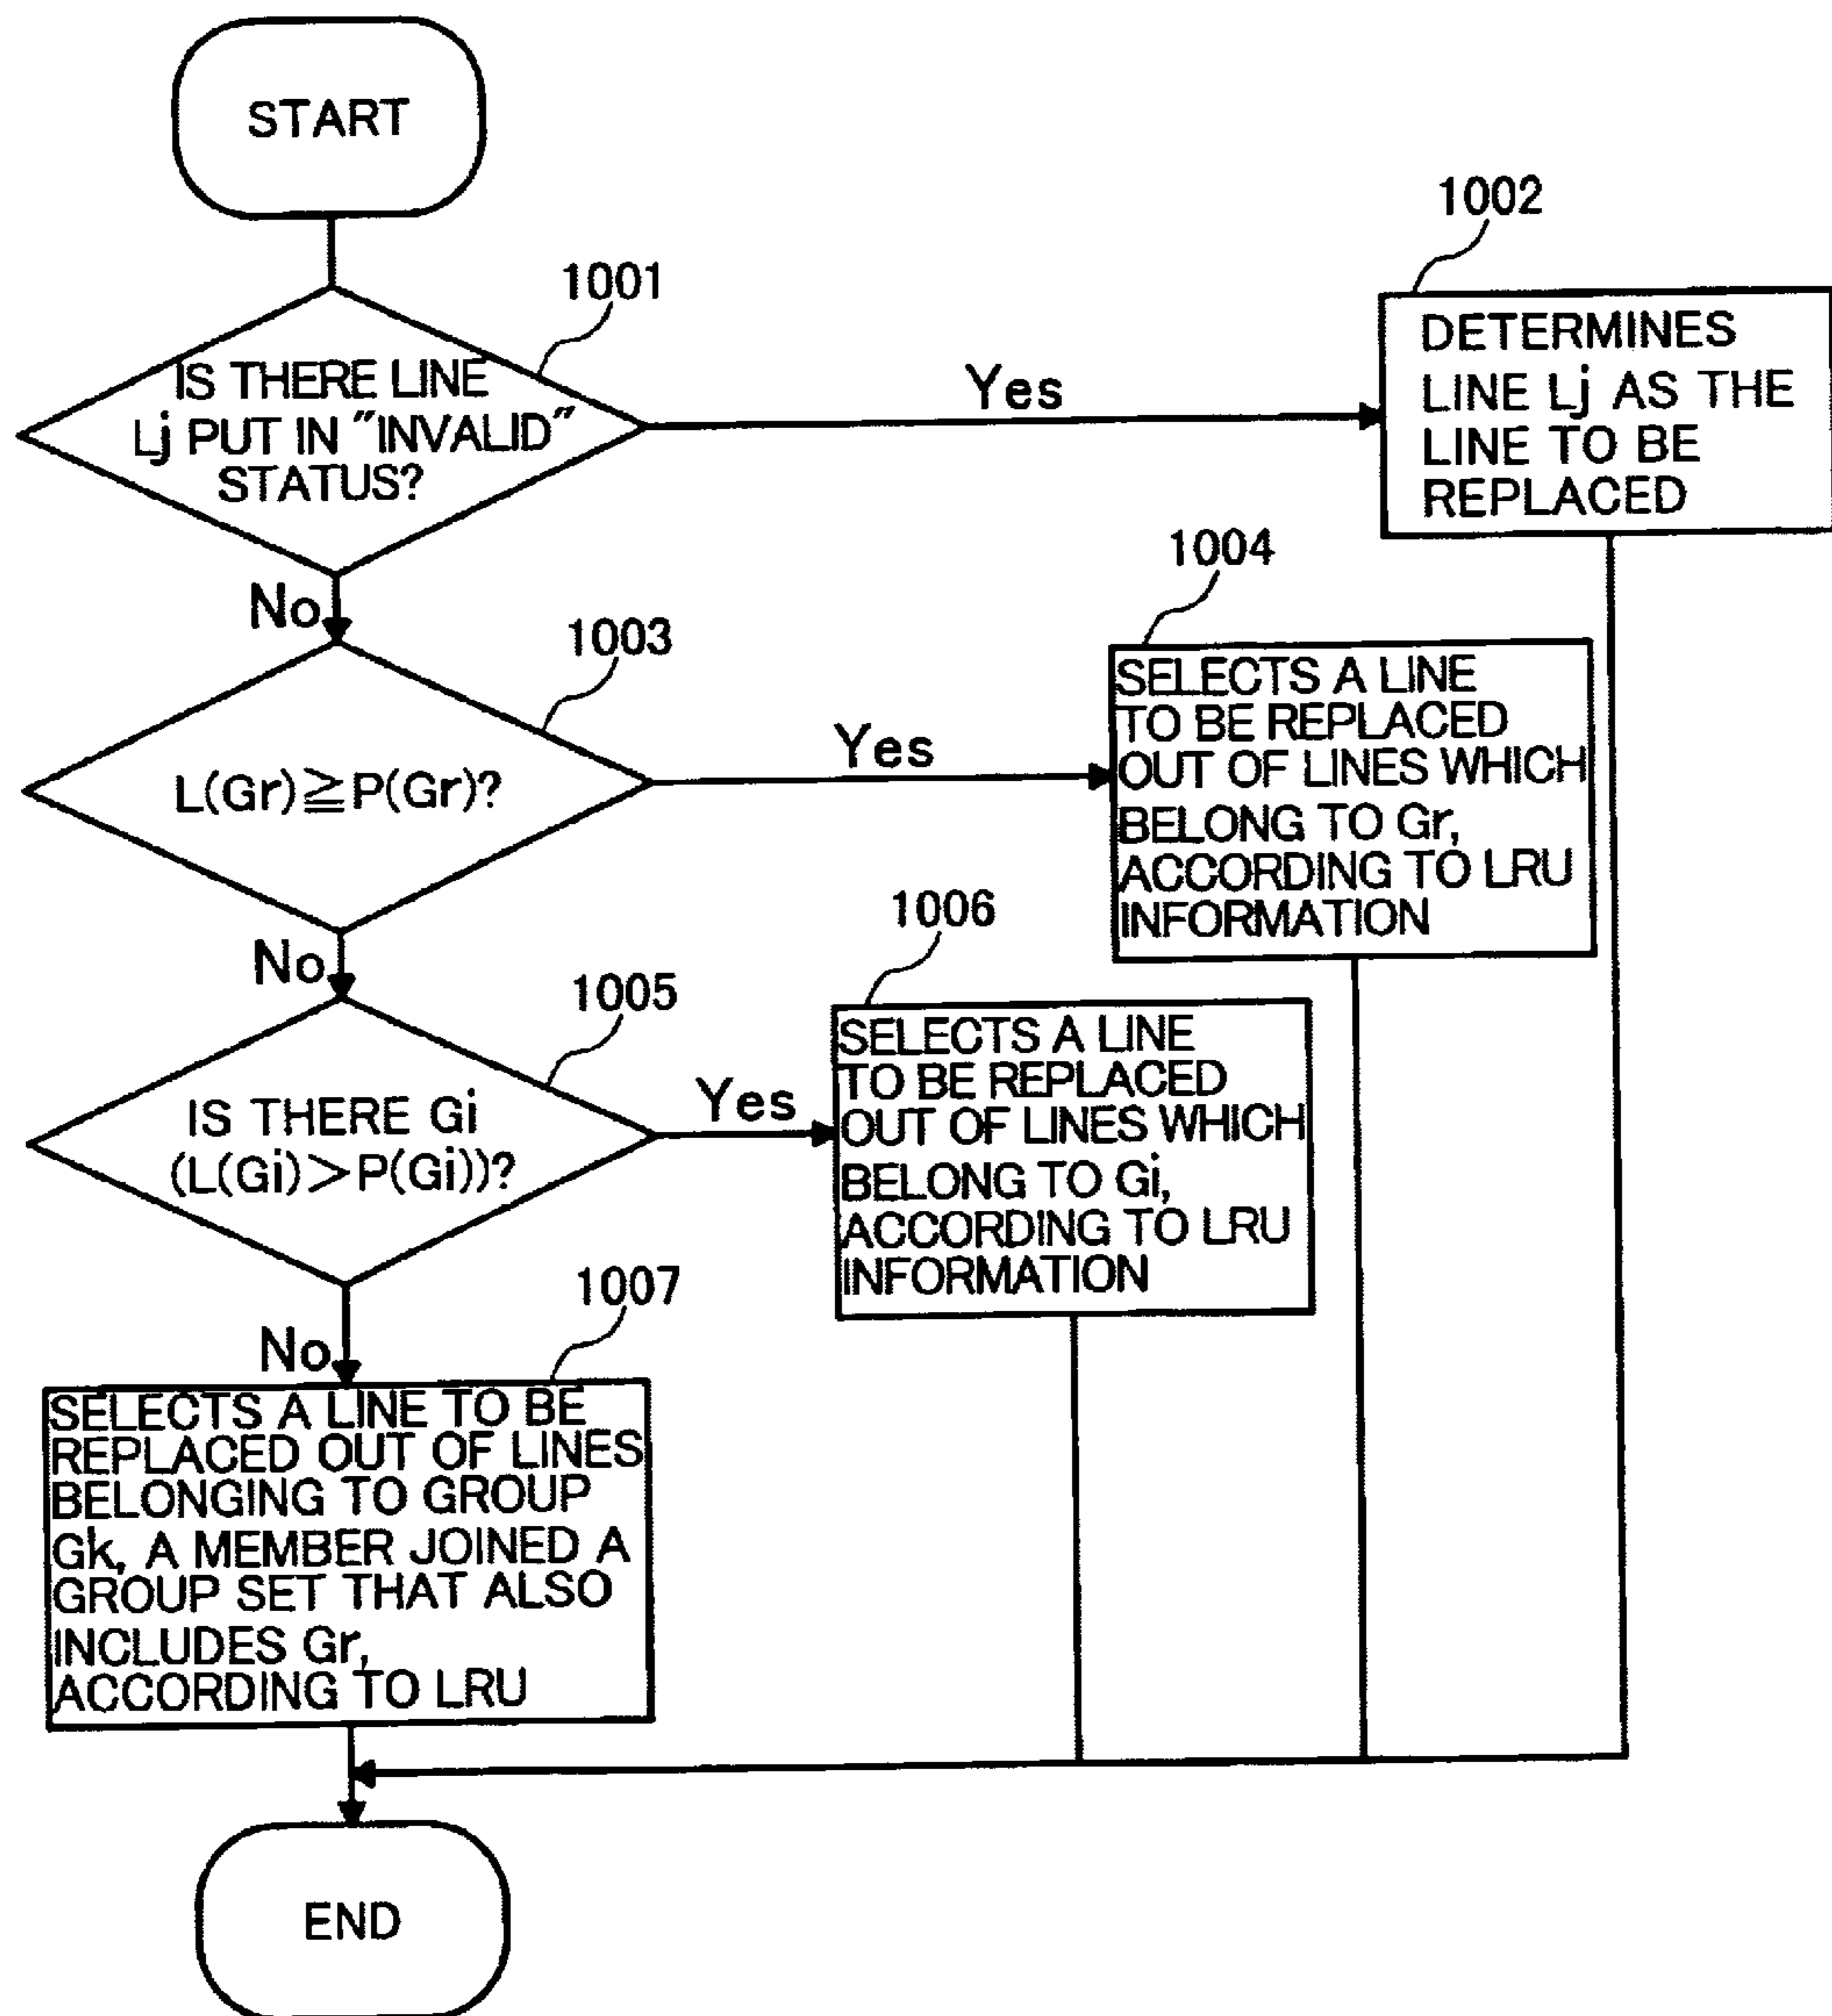 START
1001
IS THERE LINE
Lj PUT IN "INVALID"
STATUS?
Yes
1002
DETERMINES
LINE Lj AS THE
LINE TO BE
REPLACED
No
1003
L(Gr)≧P(Gr)?
Yes
1004
SELECTS A LINE
TO BE REPLACED
OUT OF LINES WHICH
BELONG TO Gr,
ACCORDING TO LRU
INFORMATION
No
1005
IS THERE Gi
(L(Gi)>P(Gi))?
Yes
1006
SELECTS A LINE
TO BE REPLACED
OUT OF LINES WHICH
BELONG TO Gi,
ACCORDING TO LRU
INFORMATION
No
1007
SELECTS A LINE TO BE
REPLACED OUT OF LINES
BELONGING TO GROUP
Gk, A MEMBER JOINED A
GROUP SET THAT ALSO
INCLUDES Gr,
ACCORDING TO LRU
END